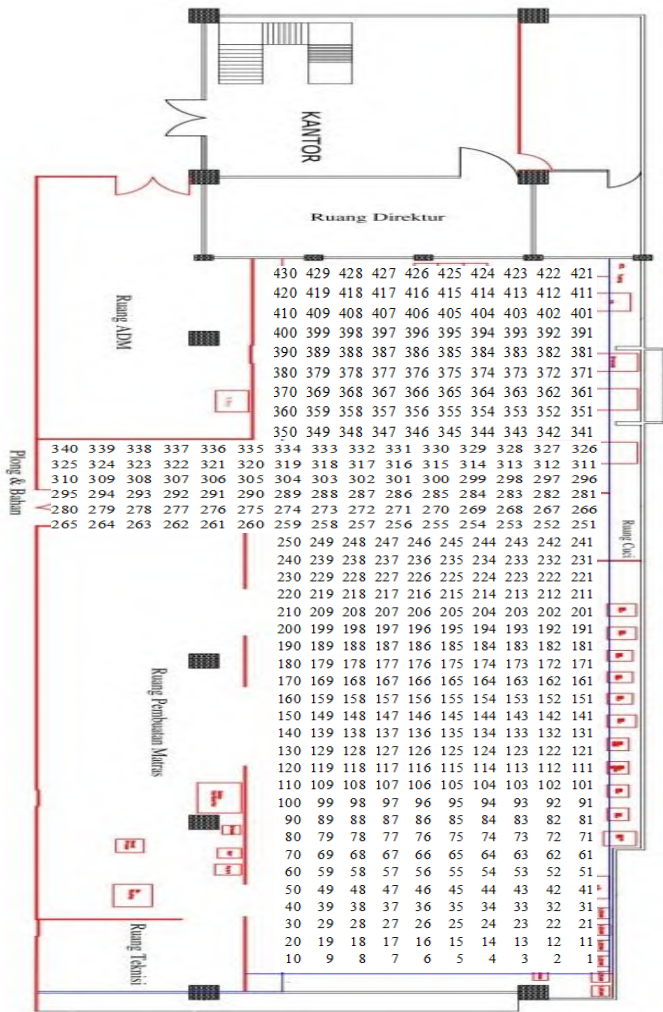 KANTOR
Ruang Direktur
Ruang ADM
430 429 428 427 426 425 424 423 422 421
420 419 418 417 416 415 414 413 412 411
410 409 408 407 406 405 404 403 402 401
400 399 398 397 396 395 394 393 392 391
390 389 388 387 386 385 384 383 382 381
380 379 378 377 376 375 374 373 372 371
370 369 368 367 366 365 364 363 362 361
360 359 358 357 356 355 354 353 352 351
350 349 348 347 346 345 344 343 342 341
340 339 338 337 336 335 334 333 332 331 330 329 328 327 326
325 324 323 322 321 320 319 318 317 316 315 314 313 312 311
310 309 308 307 306 305 304 303 302 301 300 299 298 297 296
295 294 293 292 291 290 289 288 287 286 285 284 283 282 281
280 279 278 277 276 275 274 273 272 271 270 269 268 267 266
265 264 263 262 261 260 259 258 257 256 255 254 253 252 251
Plong & Bahan
Ruang Cuci
250 249 248 247 246 245 244 243 242 241
240 239 238 237 236 235 234 233 232 231
230 229 228 227 226 225 224 223 222 221
220 219 218 217 216 215 214 213 212 211
210 209 208 207 206 205 204 203 202 201
200 199 198 197 196 195 194 193 192 191
190 189 188 187 186 185 184 183 182 181
180 179 178 177 176 175 174 173 172 171
170 169 168 167 166 165 164 163 162 161
160 159 158 157 156 155 154 153 152 151
150 149 148 147 146 145 144 143 142 141
140 139 138 137 136 135 134 133 132 131
130 129 128 127 126 125 124 123 122 121
120 119 118 117 116 115 114 113 112 111
110 109 108 107 106 105 104 103 102 101
100 99 98 97 96 95 94 93 92 91
90 89 88 87 86 85 84 83 82 81
80 79 78 77 76 75 74 73 72 71
70 69 68 67 66 65 64 63 62 61
60 59 58 57 56 55 54 53 52 51
50 49 48 47 46 45 44 43 42 41
40 39 38 37 36 35 34 33 32 31
30 29 28 27 26 25 24 23 22 21
20 19 18 17 16 15 14 13 12 11
10 9 8 7 6 5 4 3 2 1
Ruang Pembuatan Matras
Ruang Teknisi